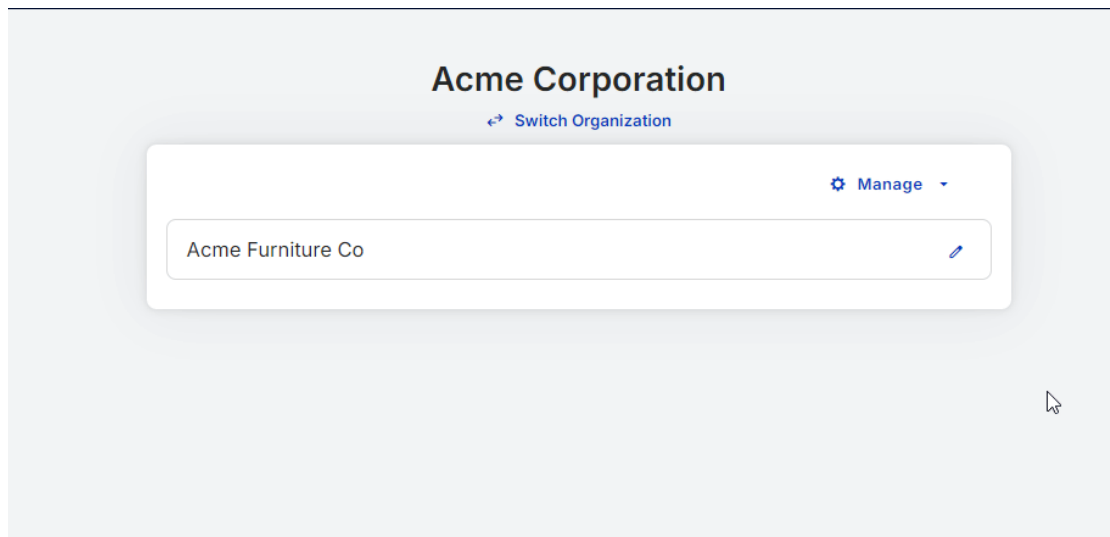 Acme Corporation
Switch Organization
Manage
Acme Furniture Co